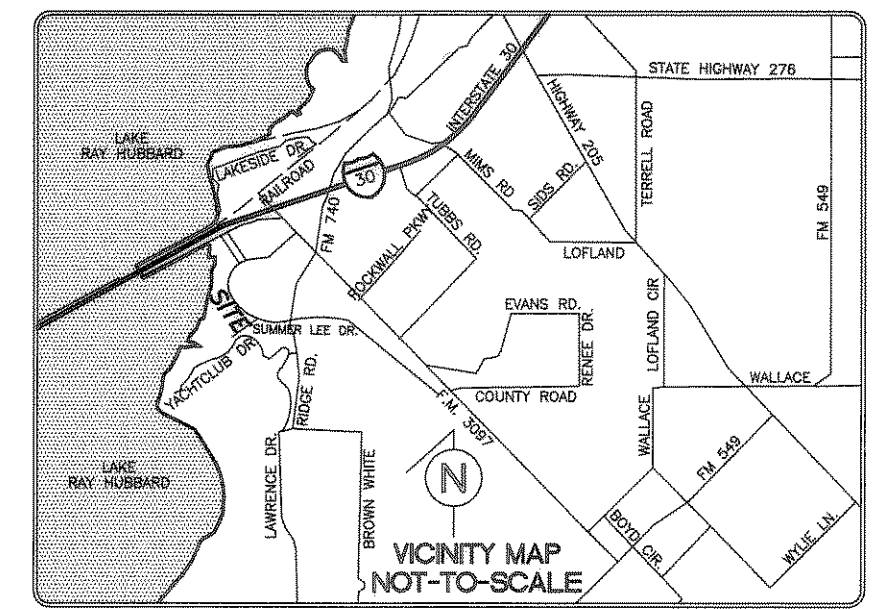 STATE HIGHWAY 276
INTERSTATE 30
HIGHWAY 205
TERRELL ROAD
LAKE
RAY HUBBARD
LAKESIDE DR.
RAILROAD
30
MIMS RD
SIDS RD.
FM 549
FM 740
TUBBS RD.
ROCKWALL PKWY
LOFLAND
SITE
SUMMER LEE DR.
EVANS RD.
RENEE DR.
LOFLAND CIR
YACHTCLUB DR.
RIDGE RD.
COUNTY ROAD
WALLACE
WALLACE
F.M. 3097
LAKE
RAY HUBBARD
LAWRENCE DR.
BROWN WHITE
N
FM 549
BOYD CIR.
WYLIE LN.
VICINITY MAP
NOT-TO-SCALE